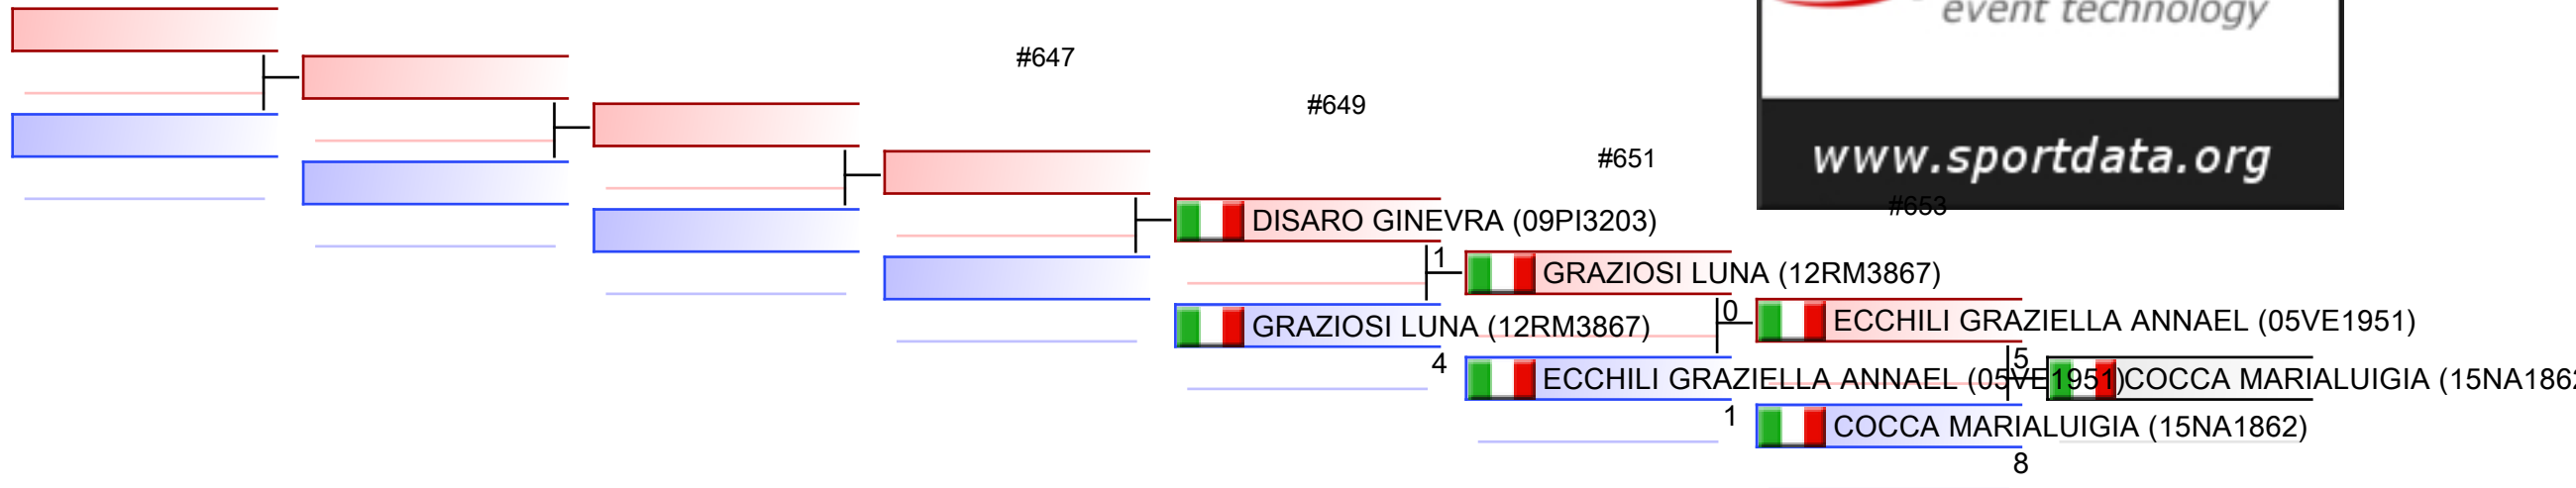 event technology
#647
#649
www.sportdata.org
#651
#653
DISARO GINEVRA (09PI3203)
1
GRAZIOSI LUNA (12RM3867)
0
ECCHILI GRAZIELLA ANNAEL (05VE1951)
GRAZIOSI LUNA (12RM3867)
4
5
ECCHILI GRAZIELLA ANNAEL (05VE1951)
COCCA MARIALUIGIA (15NA1862
1
COCCA MARIALUIGIA (15NA1862)
8